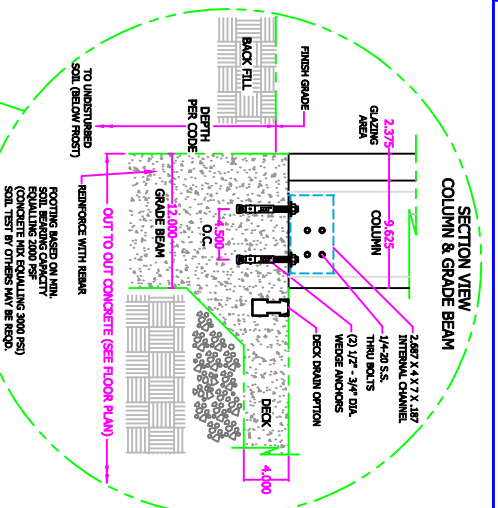 SECTION VIEW
COLUMN & GRADE BEAM
2.375
9.625
GLAZING
AREA
COLUMN
2.687 X 4 X 7 X .187
INTERNAL CHANNEL
1/4-20 S.S.
THRU BOLTS
(2) 1/2" - 3/4" DIA.
WEDGE ANCHORS
DECK DRAIN OPTION
FINISH GRADE
BACK FILL
DEPTH
PER CODE
TO UNDISTURBED
SOIL (BELOW FROST)
4.500
O.C.
12.000
GRADE BEAM
DECK
4.000
REINFORCE WITH REBAR
OUT TO OUT CONCRETE (SEE FLOOR PLAN)
FOOTING BASED ON MIN.
SOIL BEARING CAPACITY
EQUALLING 2000 PSF
(CONCRETE MIX EQUALLING 3000 PSI)
SOIL TEST BY OTHERS MAY BE REQD.